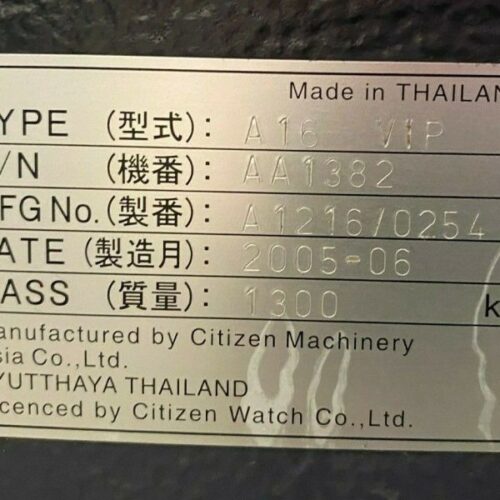 Made in THAILAN
YPE (型式): A16 VIP
/N (機番): AA1382
FG No. (製番): A1216/0254
ATE (製造月): 2005-06
ASS (質量): 1300 k
anufactured by Citizen Machinery
sia Co.,Ltd.
YUTTHAYA THAILAND
icenced by Citizen Watch Co.,Ltd.